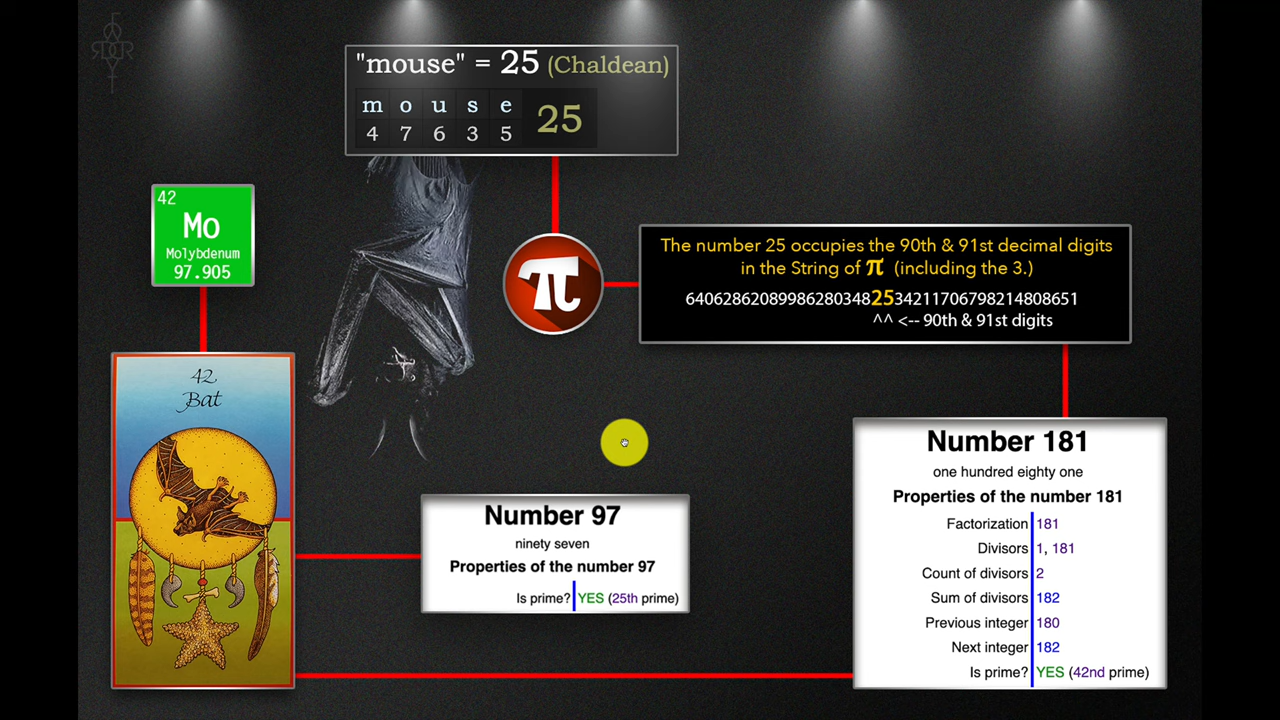 "mouse" = 25 (Chaldean)
m o u s e
4 7 6 3 5
25
42
Mo
Molybdenum
97.905
π
The number 25 occupies the 90th & 91st decimal digits
in the String of π (including the 3.)
640628620899862803482534211706798214808651
^^ <-- 90th & 91st digits
42
Bat
Number 97
ninety seven
Properties of the number 97
Is prime? YES (25th prime)
Number 181
one hundred eighty one
Properties of the number 181
Factorization 181
Divisors 1, 181
Count of divisors 2
Sum of divisors 182
Previous integer 180
Next integer 182
Is prime? YES (42nd prime)